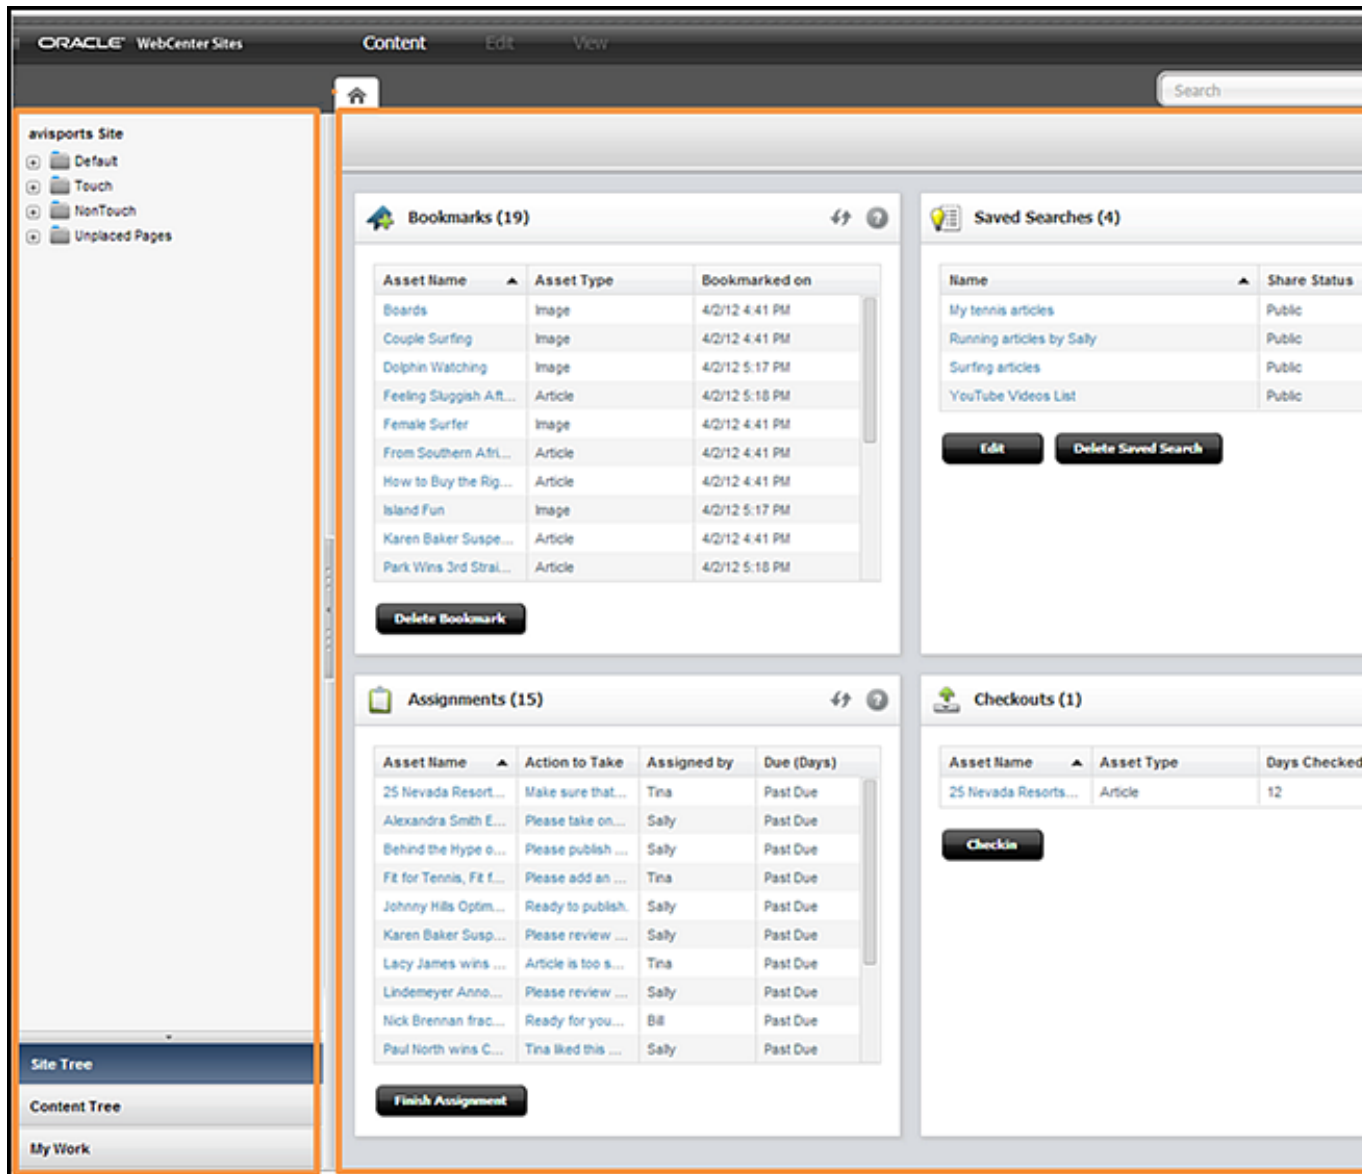 ORACLE WebCenter Sites Content Edit View
Search
avisports Site
Default
Touch
NonTouch
Unplaced Pages
Bookmarks (19)
Asset Name Asset Type Bookmarked on
Boards Image 4/2/12 4:41 PM
Couple Surfing Image 4/2/12 4:41 PM
Dolphin Watching Image 4/2/12 5:17 PM
Feeling Sluggish Aft... Article 4/2/12 5:18 PM
Female Surfer Image 4/2/12 4:41 PM
From Southern Afri... Article 4/2/12 4:41 PM
How to Buy the Rig... Article 4/2/12 4:41 PM
Island Fun Image 4/2/12 5:17 PM
Karen Baker Suspe... Article 4/2/12 4:41 PM
Park Wins 3rd Strai... Article 4/2/12 5:18 PM
Delete Bookmark
Saved Searches (4)
Name Share Status
My tennis articles Public
Running articles by Sally Public
Surfing articles Public
YouTube Videos List Public
Edit Delete Saved Search
Assignments (15)
Asset Name Action to Take Assigned by Due (Days)
25 Nevada Resort... Make sure that... Tina Past Due
Alexandra Smith E... Please take on... Sally Past Due
Behind the Hype o... Please publish .... Sally Past Due
Fit for Tennis, Fit f... Please add an .... Tina Past Due
Johnny Hills Optim... Ready to publish. Sally Past Due
Karen Baker Susp... Please review .... Sally Past Due
Lacy James wins ... Article is too s... Tina Past Due
Lindemeyer Anno... Please review .... Sally Past Due
Nick Brennan frac... Ready for you... Bill Past Due
Paul North wins C... Tina liked this .... Sally Past Due
Finish Assignment
Checkouts (1)
Asset Name Asset Type Days Checked
25 Nevada Resorts... Article 12
Checkin
Site Tree
Content Tree
My Work